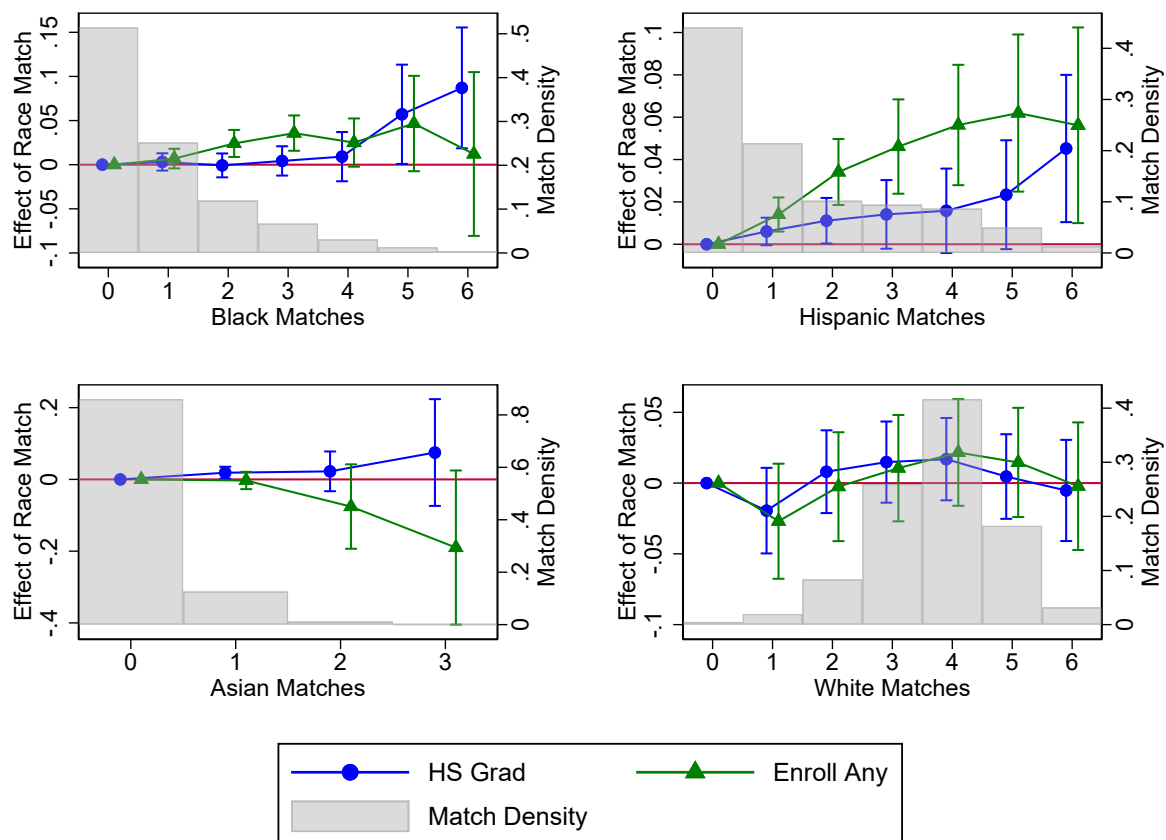 Effect of Race Match
.15
.1
.05
0
-.05
-.1
.5
.4
.3
.2
.1
0
Match Density
0 1 2 3 4 5 6
Black Matches
Effect of Race Match
.1
.08
.06
.04
.02
0
.4
.3
.2
.1
0
Match Density
0 1 2 3 4 5 6
Hispanic Matches
Effect of Race Match
.2
0
-.2
-.4
.8
.6
.4
.2
0
Match Density
0 1 2 3
Asian Matches
Effect of Race Match
.05
0
-.05
-.1
.4
.3
.2
.1
0
Match Density
0 1 2 3 4 5 6
White Matches
HS Grad Enroll Any
Match Density